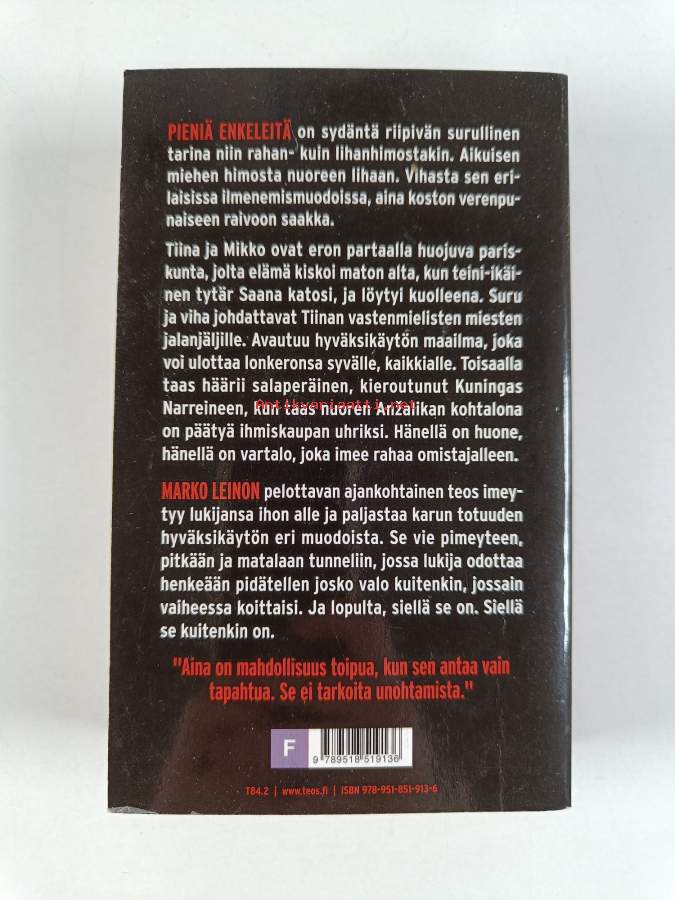 PIENIÄ ENKELEITÄ on sydäntä riipivän surullinen
tarina niin rahan- kuin lihanhimostakin. Aikuisen
miehen himosta nuoreen lihaan. Vihasta sen eri-
laisissa ilmenemismuodoissa, aina koston verenpu-
naiseen raivoon saakka.
Tiina ja Mikko ovat eron partaalla huojuva paris-
kunta, jolta elämä kiskoi maton alta, kun teini-ikäi-
nen tytär Saana katosi, ja löytyi kuolleena. Suru
ja viha johdattavat Tiinan vastenmielisten miesten
jalanjäljille. Avautuu hyväksikäytön maailma, joka
voi ulottaa lonkeronsa syvälle, kaikkialle. Toisaalla
taas häärii salaperäinen, kieroutunut Kuningas
Narreineen, kun taas nuoren Anzalikan kohtalona
Antikvariaatti.net
on päätyä ihmiskaupan uhriksi. Hänellä on huone,
hänellä on vartalo, joka imee rahaa omistajalleen.
MARKO LEINON pelottavan ajankohtainen teos imey-
tyy lukijansa ihon alle ja paljastaa karun totuuden
hyväksikäytön eri muodoista. Se vie pimeyteen,
pitkään ja matalaan tunneliin, jossa lukija odottaa
henkeään pidätellen josko valo kuitenkin, jossain
vaiheessa koittaisi. Ja lopulta, siellä se on. Siellä
se kuitenkin on.
"Aina on mahdollisuus toipua, kun sen antaa vain
tapahtua. Se ei tarkoita unohtamista."
F
9 789518 519136
T84.2 | www.teos.fi | ISBN 978-951-851-913-6